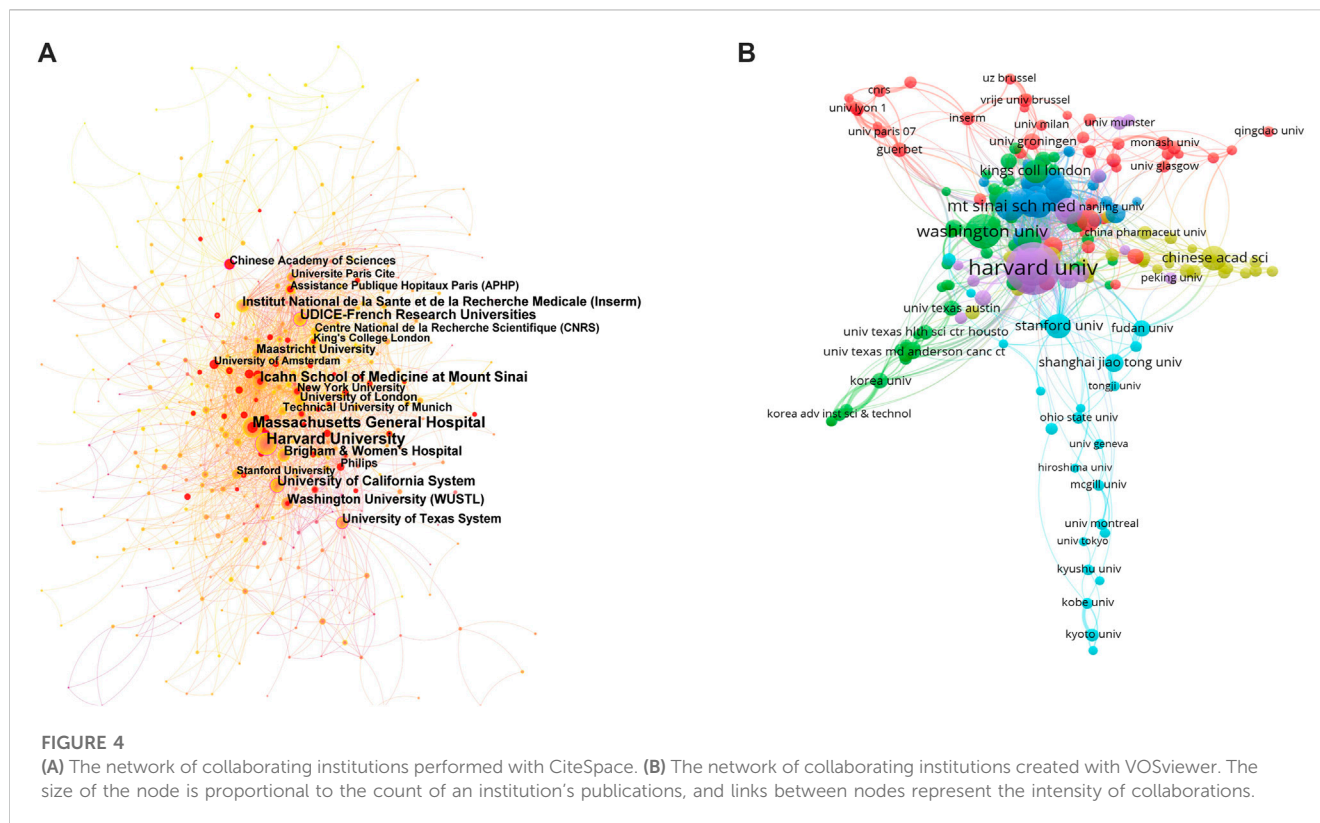 A
Chinese Academy of Sciences
Universite Paris Cite
Assistance Publique Hopitaux Paris (APHP)
Institut National de la Sante et de la Recherche Medicale (Inserm)
UDICE-French Research Universities
Centre National de la Recherche Scientifique (CNRS)
King's College London
Maastricht University
University of Amsterdam
Icahn School of Medicine at Mount Sinai
New York University
University of London
Technical University of Munich
Massachusetts General Hospital
Harvard University
Brigham & Women's Hospital
Philips
Stanford University
University of California System
Washington University (WUSTL)
University of Texas System
B
uz brussel
cnrs
vrije univ brussel
univ lyon 1
inserm
univ milan
univ munster
qingdao univ
univ paris 07
univ groningen
monash univ
guerbet
univ glasgow
kings coll london
mt sinai sch med
nanjing univ
washington univ
china pharmaceut univ
chinese acad sci
harvard univ
peking univ
univ texas austin
stanford univ
fudan univ
univ texas hlth sci ctr housto
univ texas md anderson canc ct
shanghai jiao tong univ
korea univ
tongji univ
korea adv inst sci & technol
ohio state univ
univ geneva
hiroshima univ
mcgill univ
univ montreal
univ tokyo
kyushu univ
kobe univ
kyoto univ
FIGURE 4
(A) The network of collaborating institutions performed with CiteSpace. (B) The network of collaborating institutions created with VOSviewer. The
size of the node is proportional to the count of an institution's publications, and links between nodes represent the intensity of collaborations.